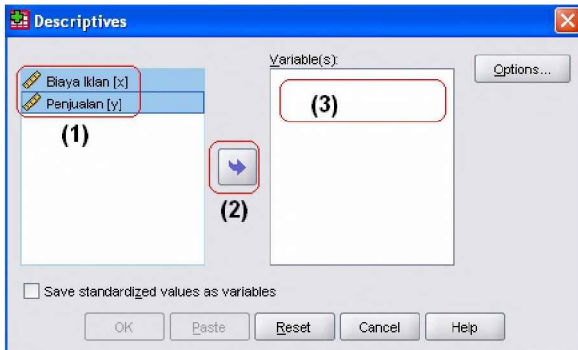 Descriptives
Variable(s):
Options...
Biaya Iklan [x]
Penjualan [y]
(1)
(2)
(3)
Save standardized values as variables
OK
Paste
Reset
Cancel
Help